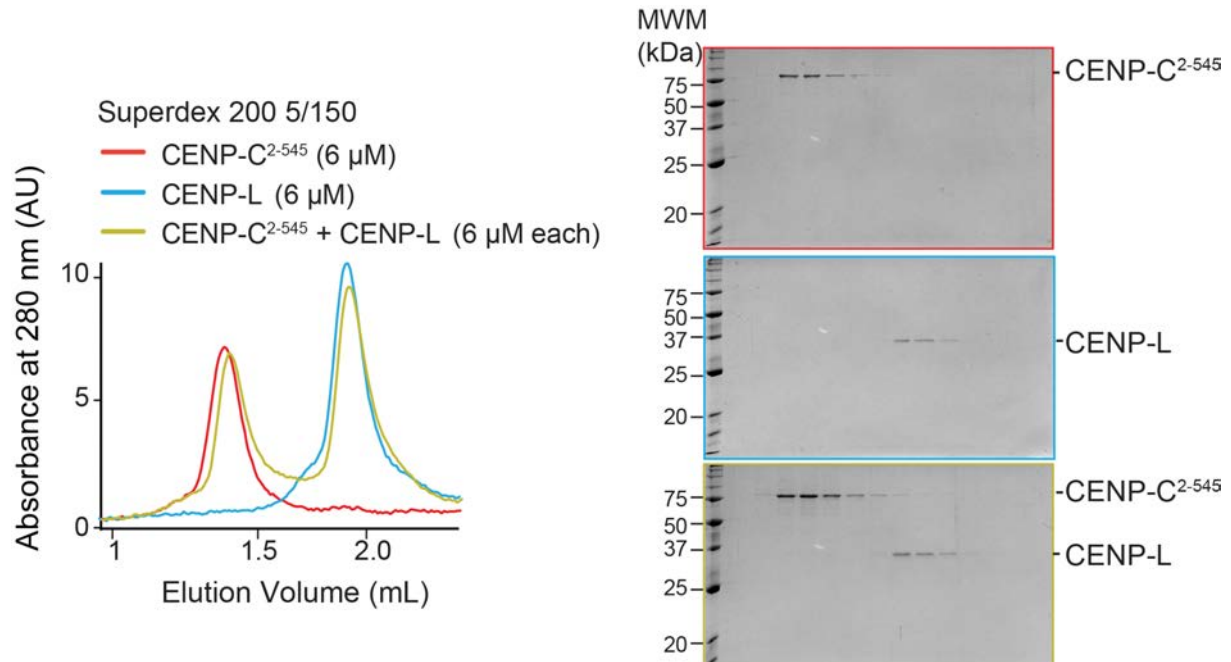 Superdex 200 5/150
CENP-C²⁻⁵⁴⁵ (6 µM)
CENP-L (6 µM)
CENP-C²⁻⁵⁴⁵ + CENP-L (6 µM each)
Absorbance at 280 nm (AU)
10
5
0
1
1.5
2.0
Elution Volume (mL)
MWM
(kDa)
75
50
37
25
20
CENP-C²⁻⁵⁴⁵
75
50
37
25
20
CENP-L
75
50
37
25
20
CENP-C²⁻⁵⁴⁵
CENP-L